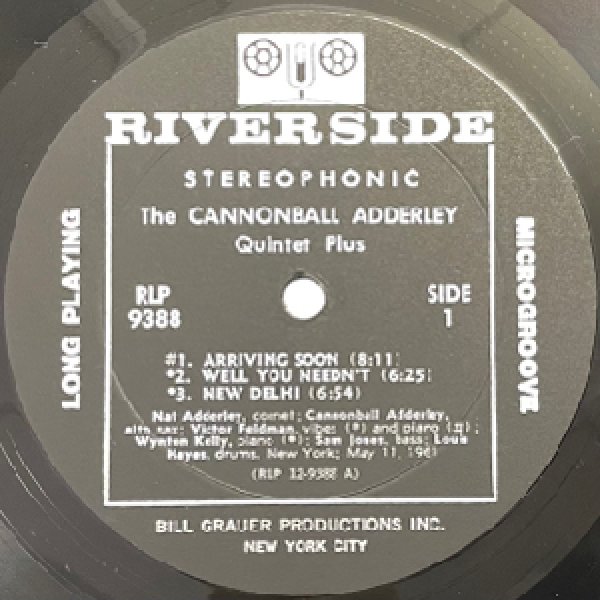 RIVERSIDE
STEREOPHONIC
The CANNONBALL ADDERLEY
Quintet Plus
LONG PLAYING
MICROGROOVE
RLP
9388
SIDE
1
#1. ARRIVING SOON (8:11)
*2. WELL YOU NEEDN'T (6:25)
*3. NEW DELHI (6:54)
Nat Adderley, cornet; Cannonball Adderley,
alto sax; Victor Feldman, vibes (*) and piano (#);
Wynton Kelly, piano (*); Sam Jones, bass; Louis
Hayes, drums. New York; May 11,
(RLP 12-9388 A)
BILL GRAUER PRODUCTIONS INC.
NEW YORK CITY